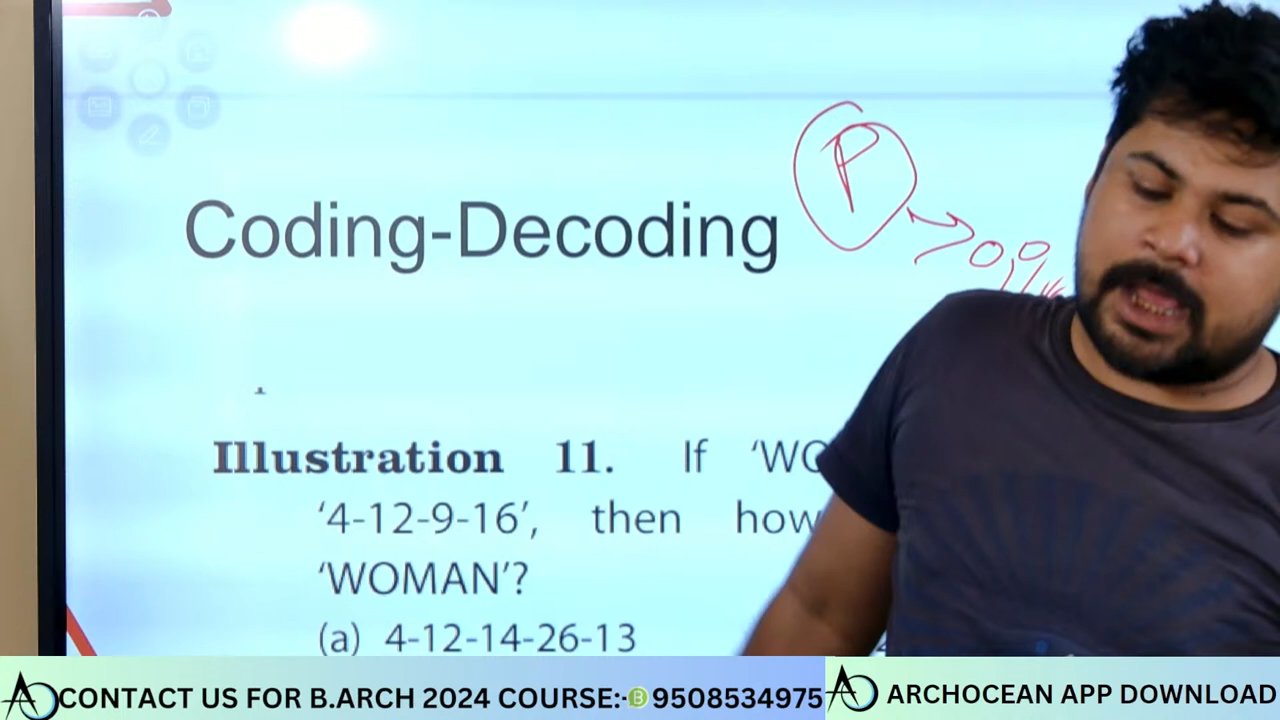 P
Coding-Decoding
Illustration 11. If 'WO
'4-12-9-16', then how
'WOMAN'?
(a) 4-12-14-26-13
CONTACT US FOR B.ARCH 2024 COURSE:- 9508534975
ARCHOCEAN APP DOWNLOAD